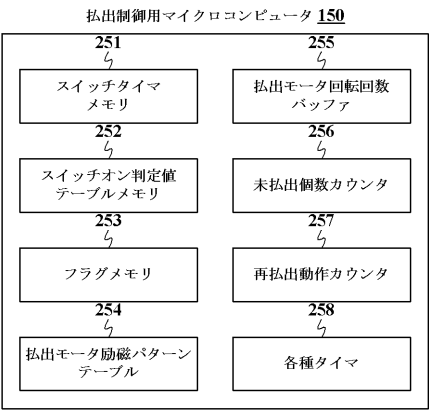 払出制御用マイクロコンピュータ 150
251
スイッチタイマ
メモリ
252
スイッチオン判定値
テーブルメモリ
253
フラグメモリ
254
払出モータ励磁パターン
テーブル
255
払出モータ回転回数
バッファ
256
未払出個数カウンタ
257
再払出動作カウンタ
258
各種タイマ